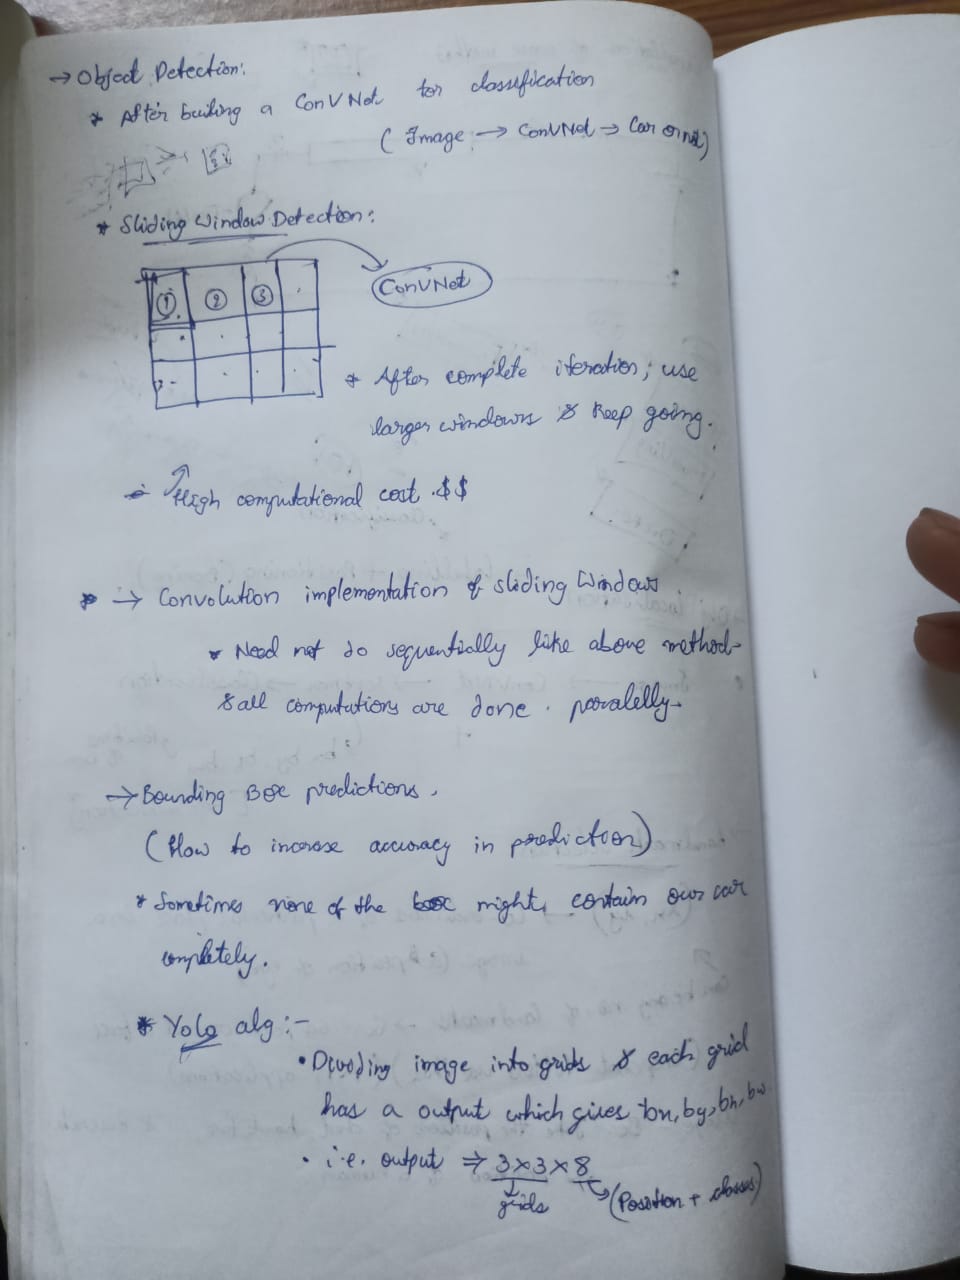 → Object Detection:
* After building a ConvNet for classification
( Image → ConvNet → Car or not)
* Sliding Window Detection:
① ② ③
ConvNet
* After complete iteration; use
larger windows & keep going.
High computational cost $$
→ Convolution implementation of sliding Window
* Need not do sequentially like above method
& all computations are done. paralelly
→ Bounding Box predictions.
(How to increase accuracy in prediction)
* Sometimes none of the box might contain our car
completely.
* Yolo alg:-
• Dividing image into grids & each grid
has a output which gives bn, by, bh, bw
• i.e. output ⇒ 3×3×8
grids
(Position + classes)